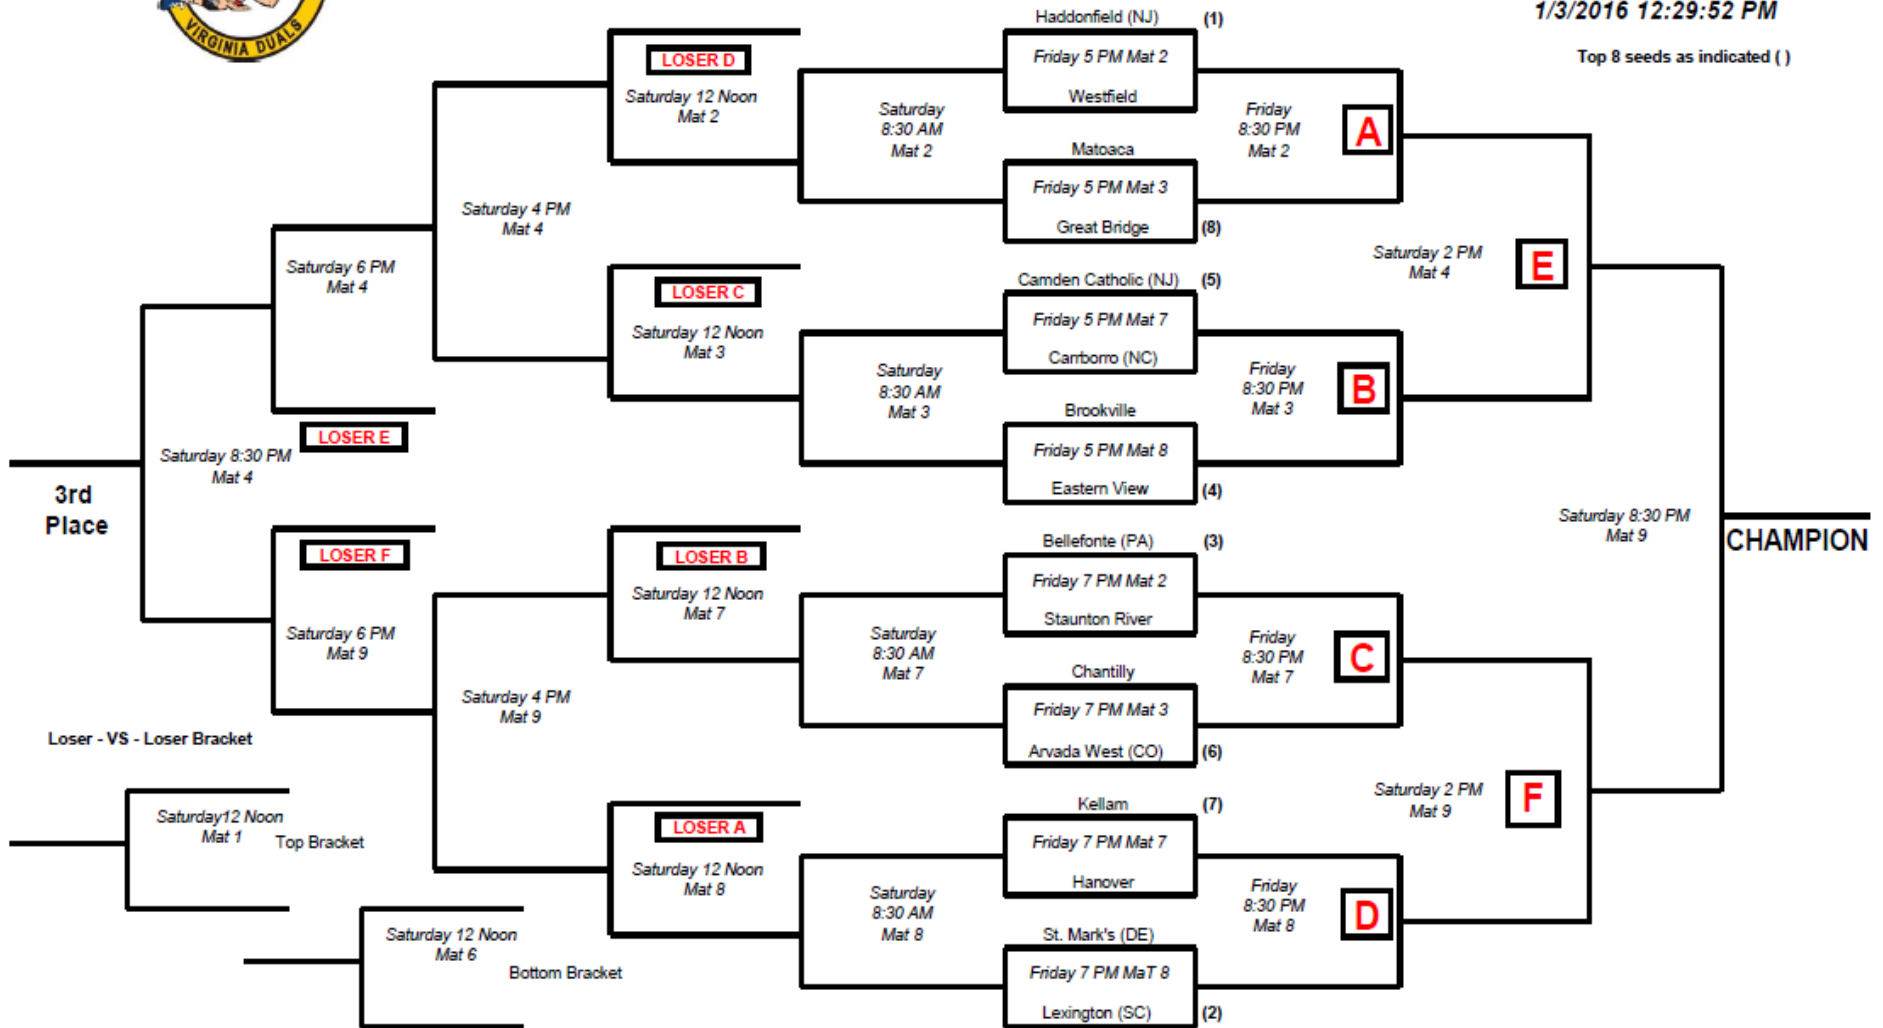 VIRGINIA DUALS
1/3/2016 12:29:52 PM
Top 8 seeds as indicated ( )
Haddonfield (NJ) (1)
Friday 5 PM Mat 2
Westfield
Matoaca
Friday 5 PM Mat 3
Great Bridge (8)
Camden Catholic (NJ) (5)
Friday 5 PM Mat 7
Carrborro (NC)
Brookville
Friday 5 PM Mat 8
Eastern View (4)
Bellefonte (PA) (3)
Friday 7 PM Mat 2
Staunton River
Chantilly
Friday 7 PM Mat 3
Arvada West (CO) (6)
Kellam (7)
Friday 7 PM Mat 7
Hanover
St. Mark's (DE)
Friday 7 PM MaT 8
Lexington (SC) (2)
Friday
8:30 PM
Mat 2
A
Friday
8:30 PM
Mat 3
B
Friday
8:30 PM
Mat 7
C
Friday
8:30 PM
Mat 8
D
Saturday 2 PM
Mat 4
E
Saturday 2 PM
Mat 9
F
Saturday 8:30 PM
Mat 9
CHAMPION
Saturday
8:30 AM
Mat 2
Saturday
8:30 AM
Mat 3
Saturday
8:30 AM
Mat 7
Saturday
8:30 AM
Mat 8
LOSER D
Saturday 12 Noon
Mat 2
LOSER C
Saturday 12 Noon
Mat 3
LOSER B
Saturday 12 Noon
Mat 7
LOSER A
Saturday 12 Noon
Mat 8
Saturday 4 PM
Mat 4
Saturday 4 PM
Mat 9
Saturday 6 PM
Mat 4
LOSER E
LOSER F
Saturday 6 PM
Mat 9
Saturday 8:30 PM
Mat 4
3rd
Place
Loser - VS - Loser Bracket
Saturday12 Noon
Mat 1
Top Bracket
Saturday 12 Noon
Mat 6
Bottom Bracket